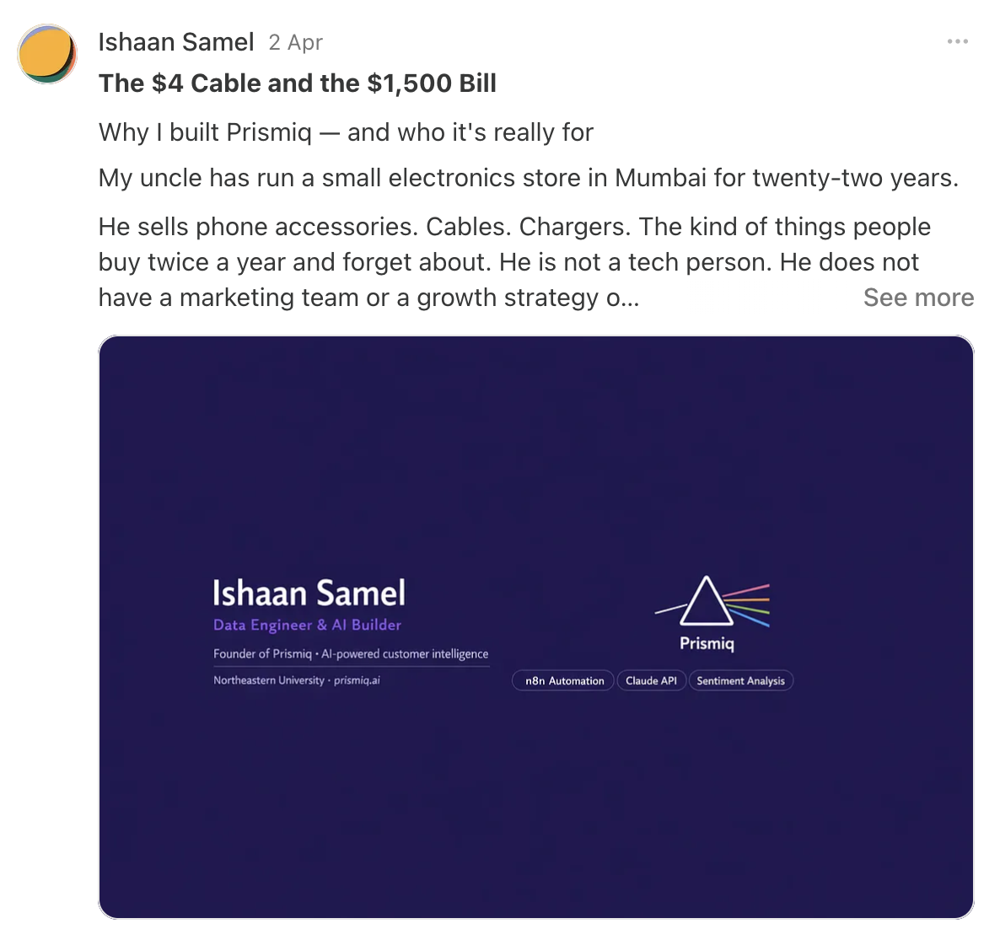 Ishaan Samel 2 Apr
The $4 Cable and the $1,500 Bill
Why I built Prismiq — and who it's really for
My uncle has run a small electronics store in Mumbai for twenty-two years.
He sells phone accessories. Cables. Chargers. The kind of things people
buy twice a year and forget about. He is not a tech person. He does not
have a marketing team or a growth strategy o... See more
Ishaan Samel
Data Engineer & AI Builder
Founder of Prismiq · AI-powered customer intelligence
Northeastern University · prismiq.ai
Prismiq
n8n Automation Claude API Sentiment Analysis